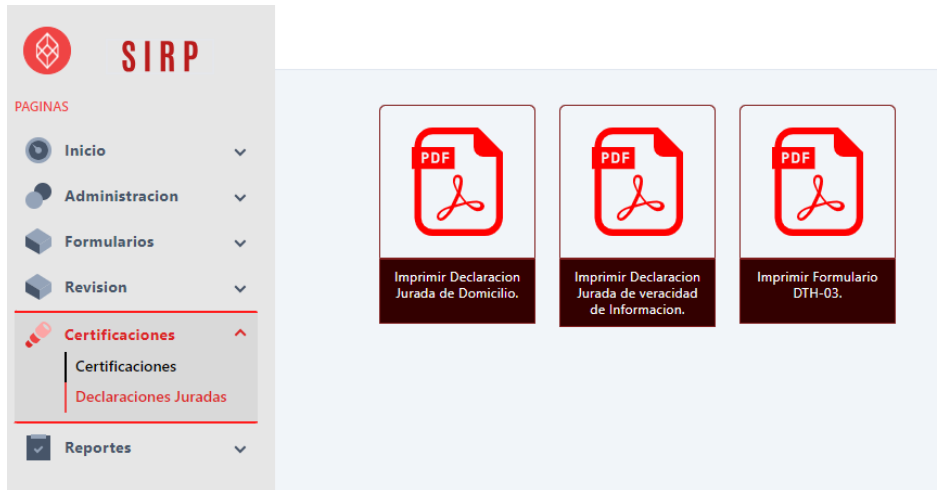 SIRP
PAGINAS
Inicio
Administracion
Formularios
Revision
Certificaciones
Certificaciones
Declaraciones Juradas
Reportes
PDF
Imprimir Declaracion
Jurada de Domicilio.
PDF
Imprimir Declaracion
Jurada de veracidad
de Informacion.
PDF
Imprimir Formulario
DTH-03.